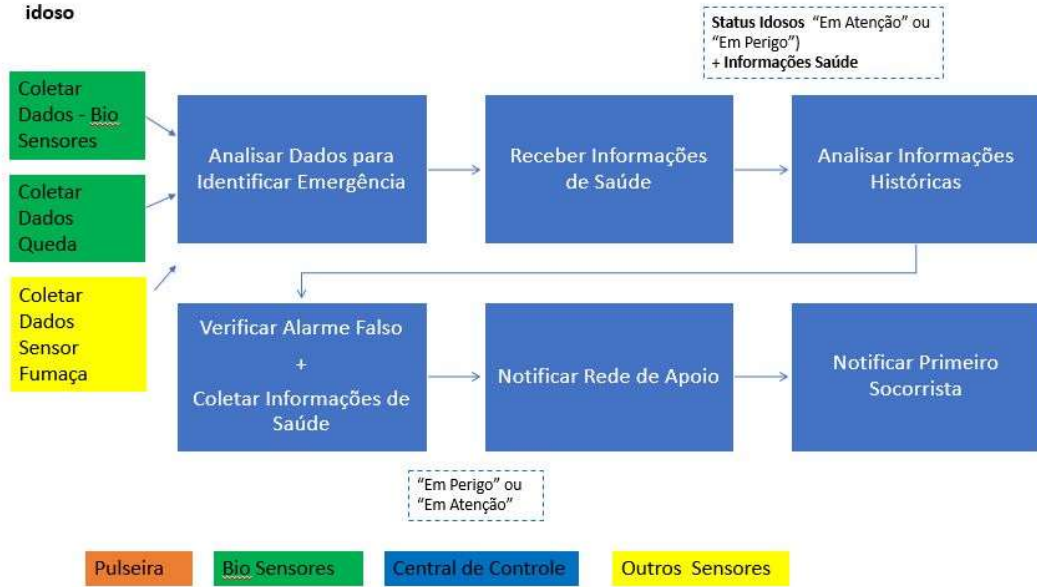 idoso
Status Idosos "Em Atenção" ou
"Em Perigo")
+ Informações Saúde
Coletar
Dados - Bio
Sensores
Analisar Dados para
Identificar Emergência
Receber Informações
de Saúde
Analisar Informações
Históricas
Coletar
Dados
Queda
Coletar
Dados
Sensor
Fumaça
Verificar Alarme Falso
+
Coletar Informações de
Saúde
Notificar Rede de Apoio
Notificar Primeiro
Socorrista
"Em Perigo" ou
"Em Atenção"
Pulseira
Bio Sensores
Central de Controle
Outros Sensores